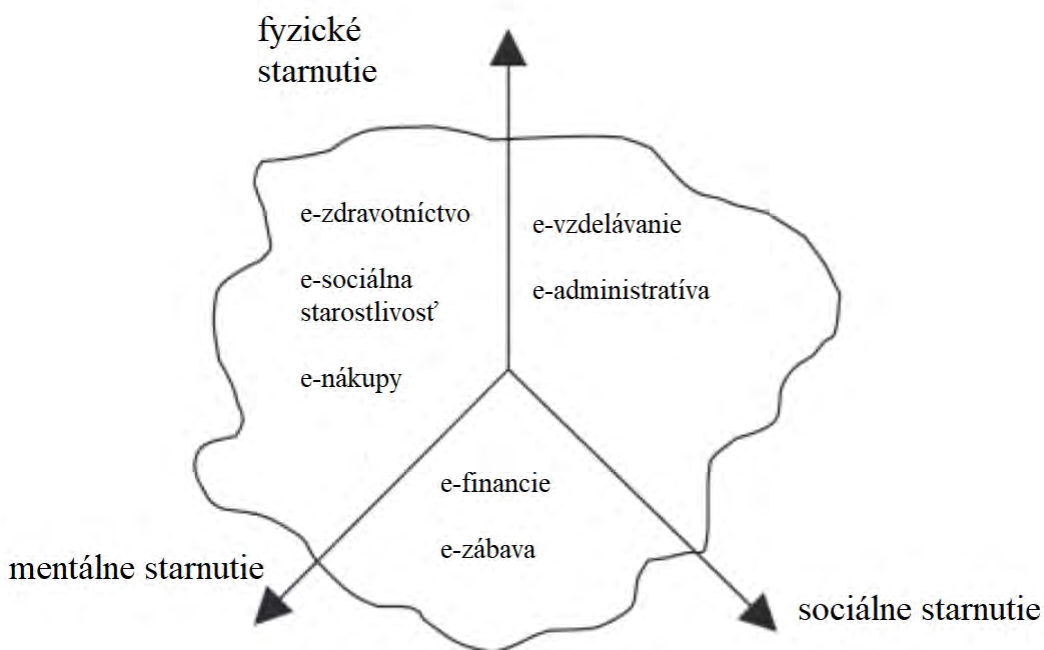 fyzické
starnutie
e-zdravotníctvo
e-vzdelávanie
e-sociálna
starostlivosť
e-administratíva
e-nákupy
e-financie
e-zábava
mentálne starnutie
sociálne starnutie